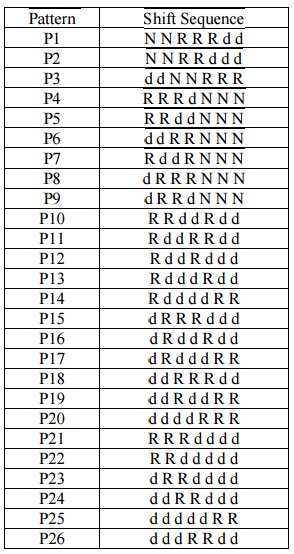 Pattern Shift Sequence
P1 N N R R R d d
P2 N N R R d d d
P3 d d N N R R R
P4 R R R d N N N
P5 R R d d N N N
P6 d d R R N N N
P7 R d d R N N N
P8 d R R R N N N
P9 d R R d N N N
P10 R R d d R d d
P11 R d d R R d d
P12 R d d R d d d
P13 R d d d R d d
P14 R d d d d R R
P15 d R R R d d d
P16 d R d d R d d
P17 d R d d d R R
P18 d d R R R d d
P19 d d R d d R R
P20 d d d d R R R
P21 R R R d d d d
P22 R R d d d d d
P23 d R R d d d d
P24 d d R R d d d
P25 d d d d d R R
P26 d d d R R d d